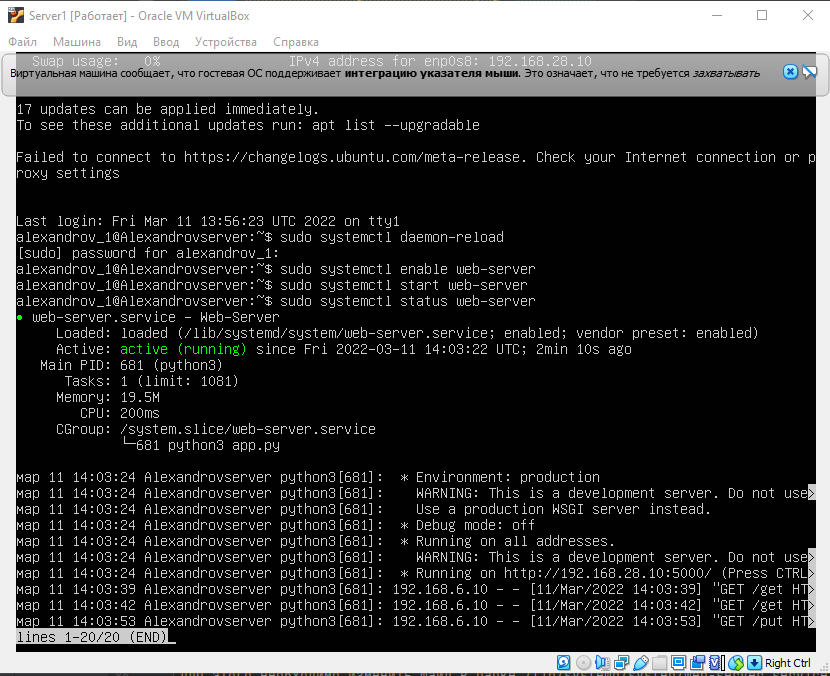 Server1 [Работает] - Oracle VM VirtualBox
Файл Машина Вид Ввод Устройства Справка
Swap usage: 0% IPv4 address for enp0s8: 192.168.28.10
Виртуальная машина сообщает, что гостевая ОС поддерживает интеграцию указателя мыши. Это означает, что не требуется захватывать
17 updates can be applied immediately.
To see these additional updates run: apt list --upgradable
Failed to connect to https://changelogs.ubuntu.com/meta-release. Check your Internet connection or p
roxy settings
Last login: Fri Mar 11 13:56:23 UTC 2022 on tty1
alexandrov_1@Alexandrovserver:~$ sudo systemctl daemon-reload
[sudo] password for alexandrov_1:
alexandrov_1@Alexandrovserver:~$ sudo systemctl enable web-server
alexandrov_1@Alexandrovserver:~$ sudo systemctl start web-server
alexandrov_1@Alexandrovserver:~$ sudo systemctl status web-server
● web-server.service - Web-Server
Loaded: loaded (/lib/systemd/system/web-server.service; enabled; vendor preset: enabled)
Active: active (running) since Fri 2022-03-11 14:03:22 UTC; 2min 10s ago
Main PID: 681 (python3)
Tasks: 1 (limit: 1081)
Memory: 19.5M
CPU: 200ms
CGroup: /system.slice/web-server.service
└─681 python3 app.py
мар 11 14:03:24 Alexandrovserver python3[681]: * Environment: production
мар 11 14:03:24 Alexandrovserver python3[681]: WARNING: This is a development server. Do not use>
мар 11 14:03:24 Alexandrovserver python3[681]: Use a production WSGI server instead.
мар 11 14:03:24 Alexandrovserver python3[681]: * Debug mode: off
мар 11 14:03:24 Alexandrovserver python3[681]: * Running on all addresses.
мар 11 14:03:24 Alexandrovserver python3[681]: WARNING: This is a development server. Do not use>
мар 11 14:03:24 Alexandrovserver python3[681]: * Running on http://192.168.28.10:5000/ (Press CTRL>
мар 11 14:03:39 Alexandrovserver python3[681]: 192.168.6.10 - - [11/Mar/2022 14:03:39] "GET /get HT>
мар 11 14:03:42 Alexandrovserver python3[681]: 192.168.6.10 - - [11/Mar/2022 14:03:42] "GET /get HT>
мар 11 14:03:53 Alexandrovserver python3[681]: 192.168.6.10 - - [11/Mar/2022 14:03:53] "GET /put HT>
lines 1-20/20 (END)
Right Ctrl